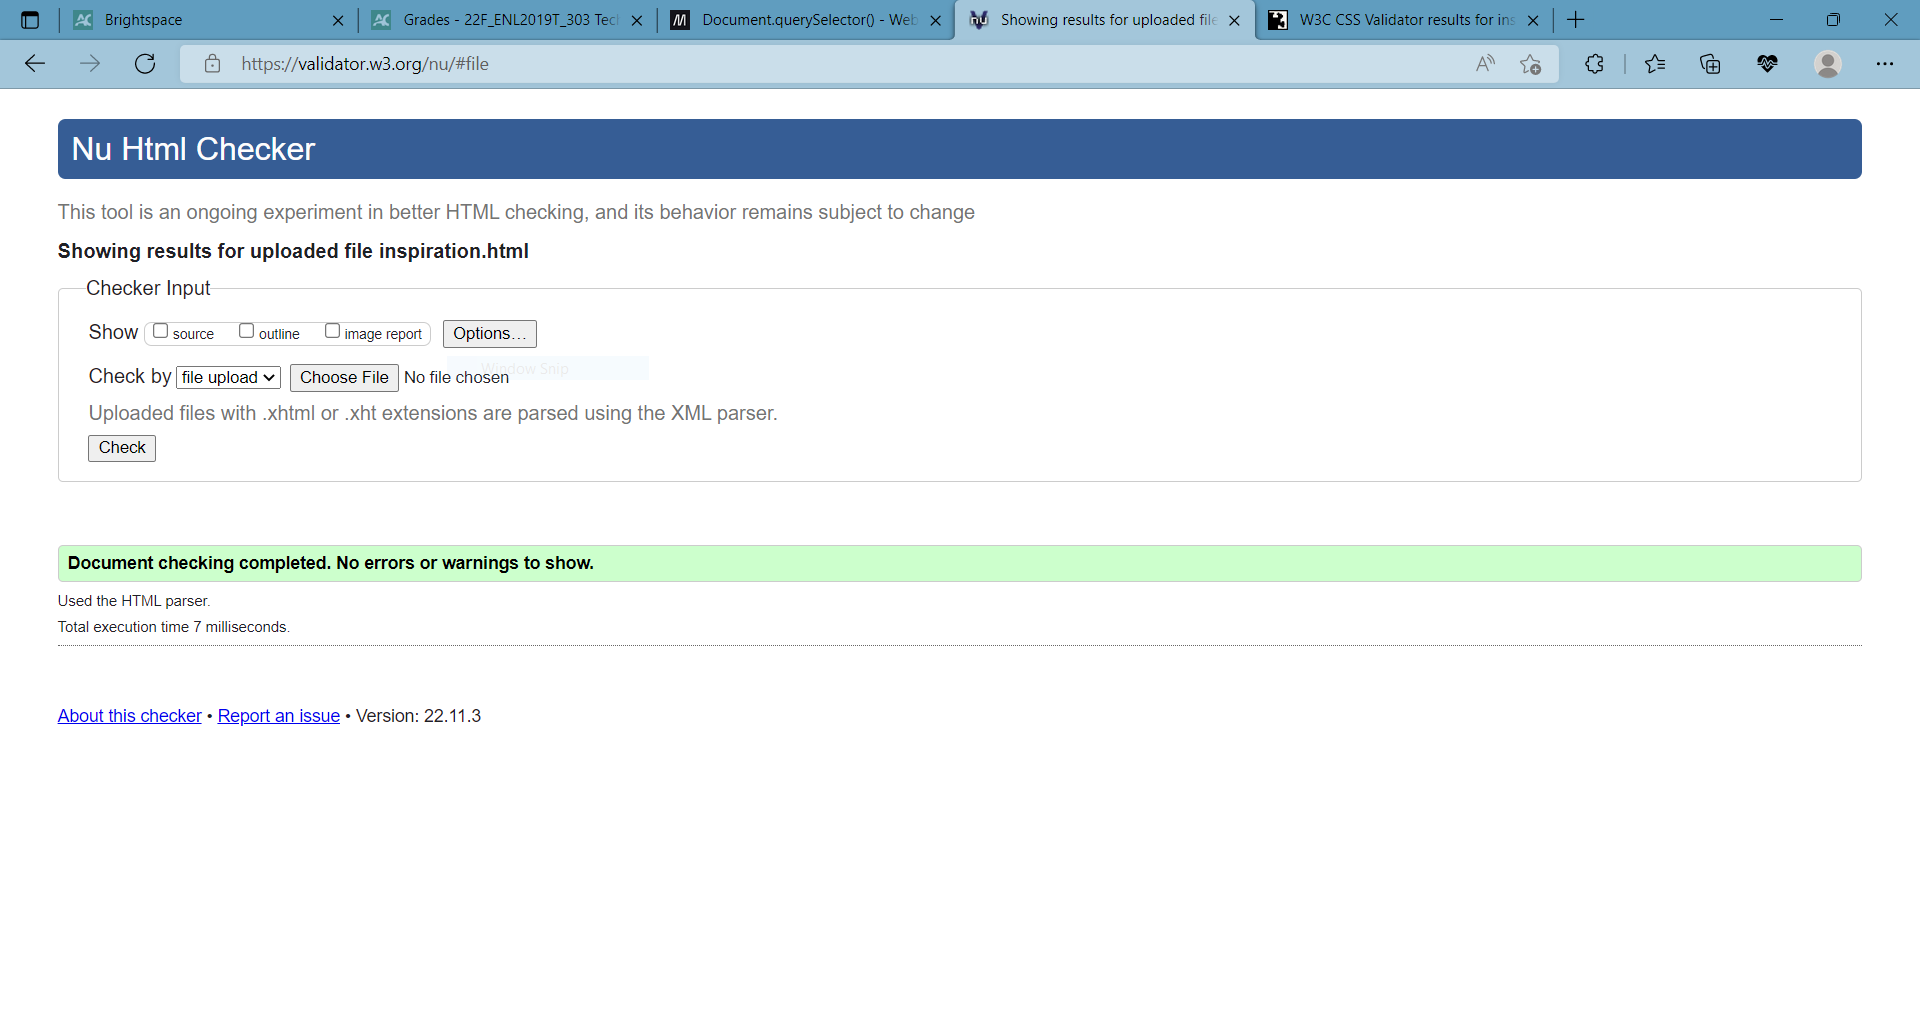 Brightspace
Grades - 22F_ENL2019T_303 Tec
Document.querySelector() - Web
Showing results for uploaded file
W3C CSS Validator results for ins
https://validator.w3.org/nu/#file
Nu Html Checker
This tool is an ongoing experiment in better HTML checking, and its behavior remains subject to change
Showing results for uploaded file inspiration.html
Checker Input
Show source outline image report Options…
Window Snip
Check by file upload Choose File No file chosen
Uploaded files with .xhtml or .xht extensions are parsed using the XML parser.
Check
Document checking completed. No errors or warnings to show.
Used the HTML parser.
Total execution time 7 milliseconds.
About this checker • Report an issue • Version: 22.11.3